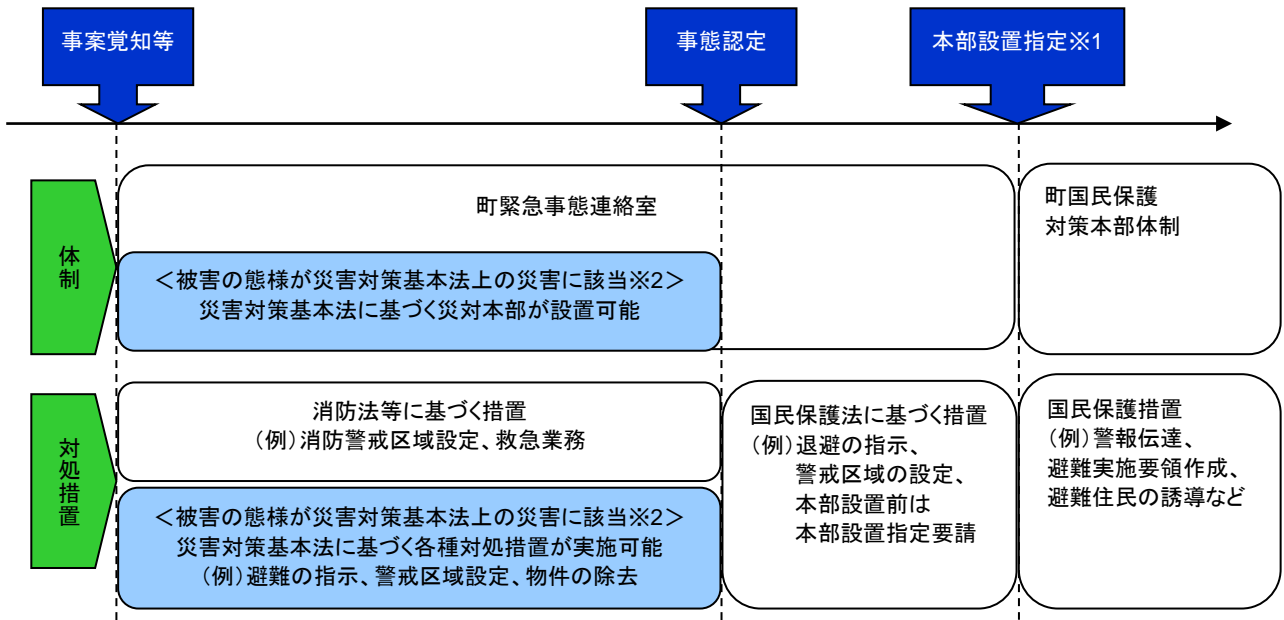 事案覚知等
事態認定
本部設置指定※1
体制
町緊急事態連絡室
<被害の態様が災害対策基本法上の災害に該当※2>
災害対策基本法に基づく災対本部が設置可能
町国民保護
対策本部体制
対処措置
消防法等に基づく措置
(例)消防警戒区域設定、救急業務
<被害の態様が災害対策基本法上の災害に該当※2>
災害対策基本法に基づく各種対処措置が実施可能
(例)避難の指示、警戒区域設定、物件の除去
国民保護法に基づく措置
(例)退避の指示、
警戒区域の設定、
本部設置前は
本部設置指定要請
国民保護措置
(例)警報伝達、
避難実施要領作成、
避難住民の誘導など